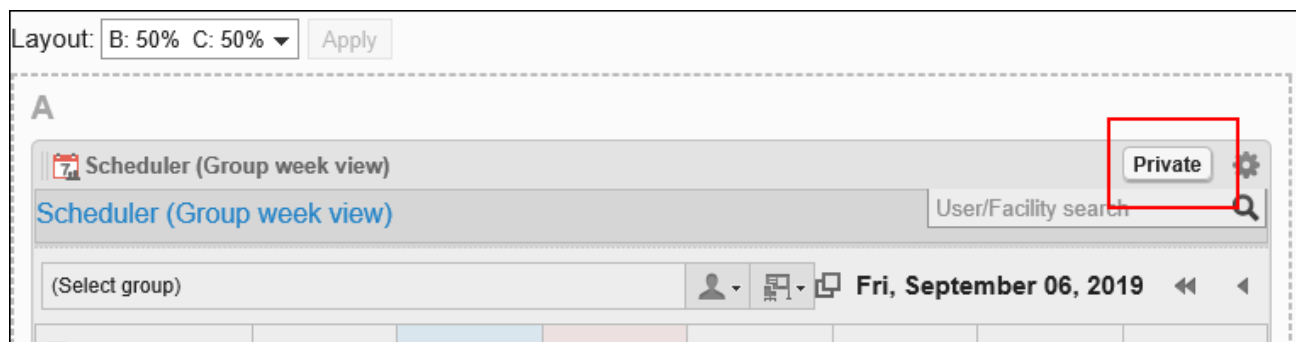 Layout: B: 50% C: 50% Apply
A
7 Scheduler (Group week view) Private
Scheduler (Group week view) User/Facility search
(Select group) Fri, September 06, 2019